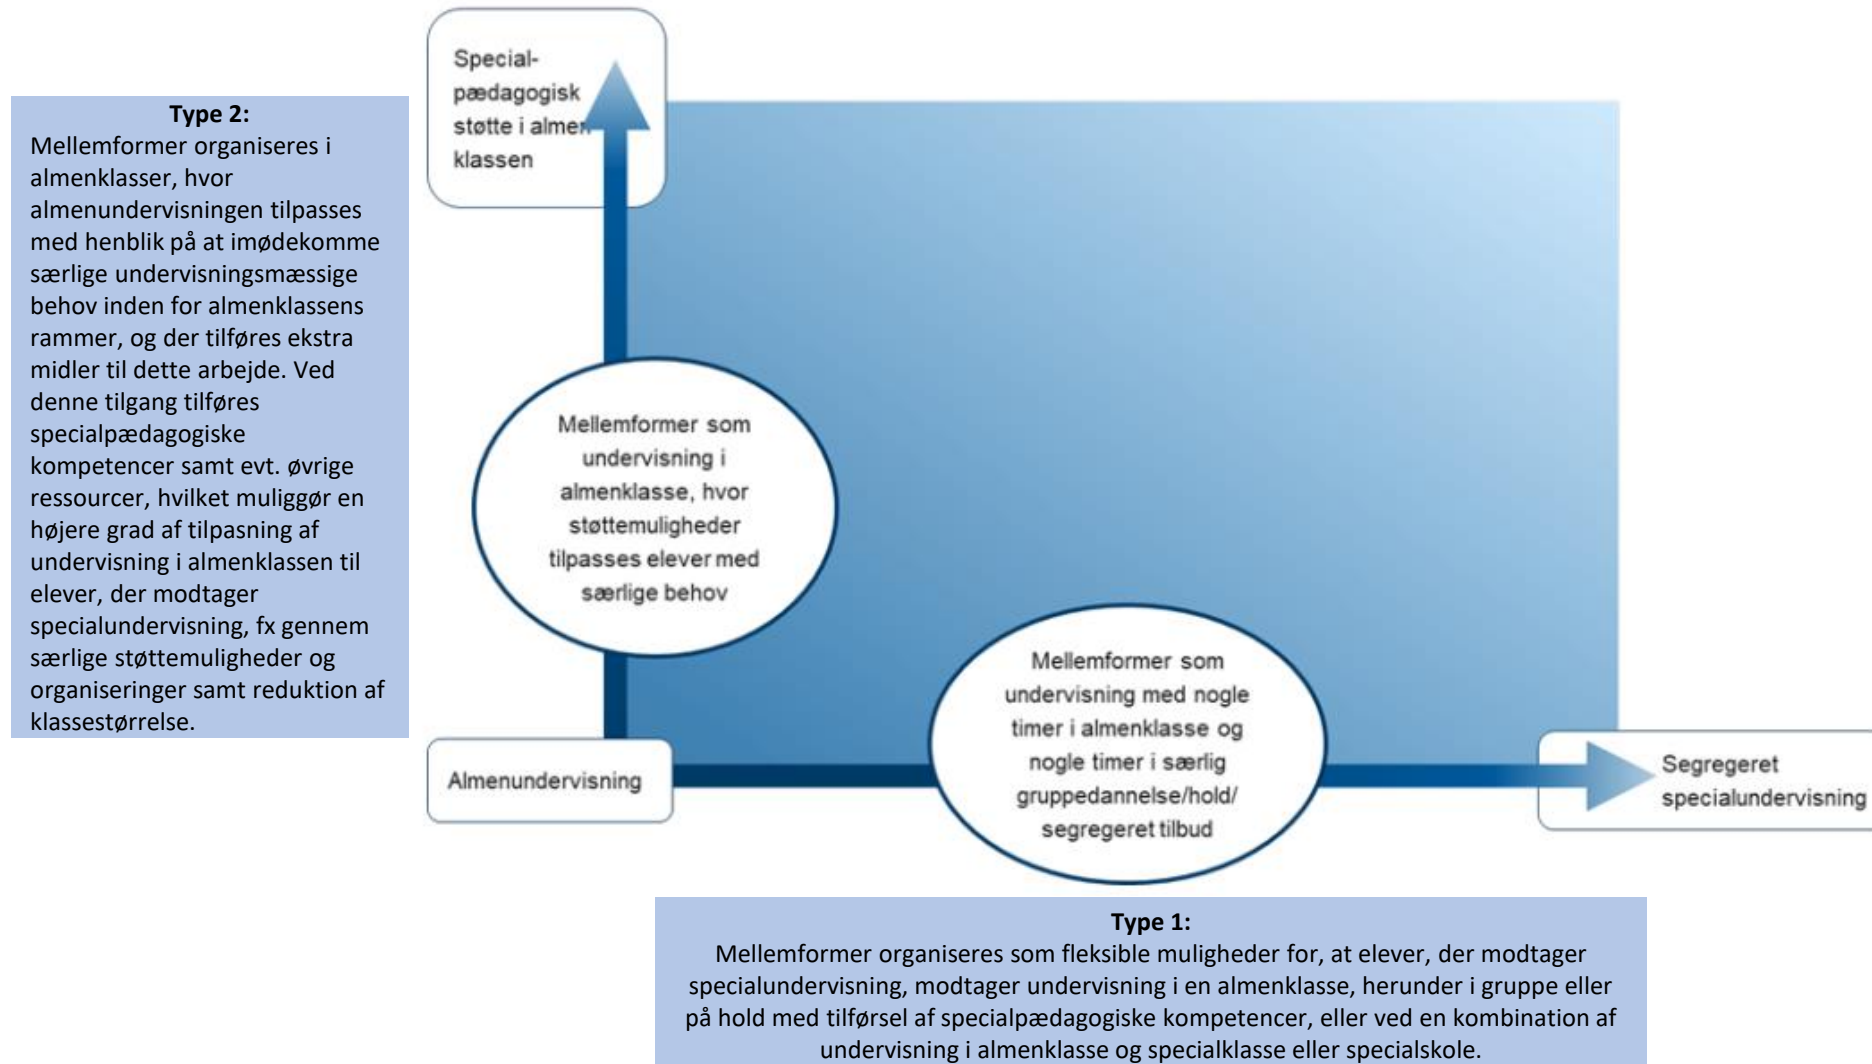 Type 2:
Mellemformer organiseres i
almenklasser, hvor
almenundervisningen tilpasses
med henblik på at imødekomme
særlige undervisningsmæssige
behov inden for almenklassens
rammer, og der tilføres ekstra
midler til dette arbejde. Ved
denne tilgang tilføres
specialpædagogiske
kompetencer samt evt. øvrige
ressourcer, hvilket muliggør en
højere grad af tilpasning af
undervisning i almenklassen til
elever, der modtager
specialundervisning, fx gennem
særlige støttemuligheder og
organiseringer samt reduktion af
klassestørrelse.
Special-
pædagogisk
støtte i almen
klassen
Mellemformer som
undervisning i
almenklasse, hvor
støttemuligheder
tilpasses elever med
særlige behov
Mellemformer som
undervisning med nogle
timer i almenklasse og
nogle timer i særlig
gruppedannelse/hold/
segregeret tilbud
Almenundervisning
Segregeret
specialundervisning
Type 1:
Mellemformer organiseres som fleksible muligheder for, at elever, der modtager
specialundervisning, modtager undervisning i en almenklasse, herunder i gruppe eller
på hold med tilførsel af specialpædagogiske kompetencer, eller ved en kombination af
undervisning i almenklasse og specialklasse eller specialskole.